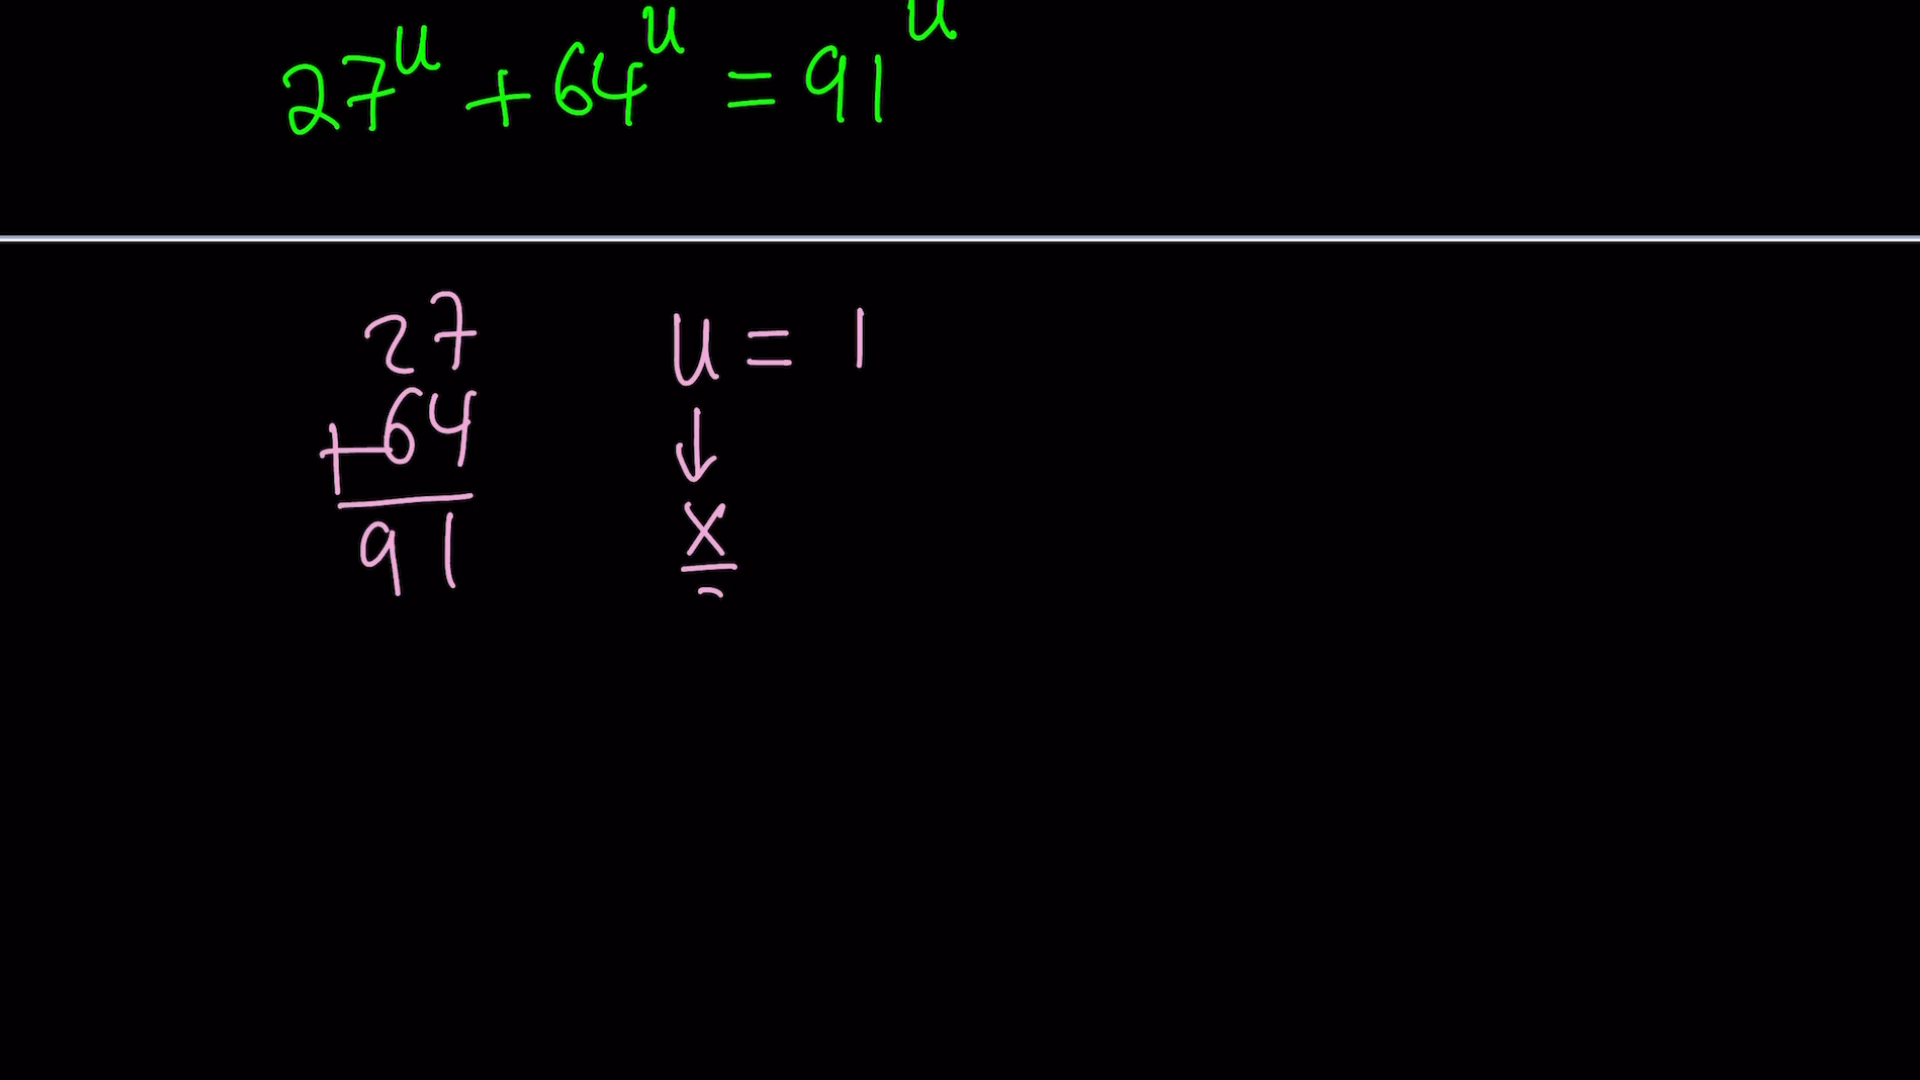 27^u + 64^u = 91^u
27 u = 1
+64 ↓
91 x